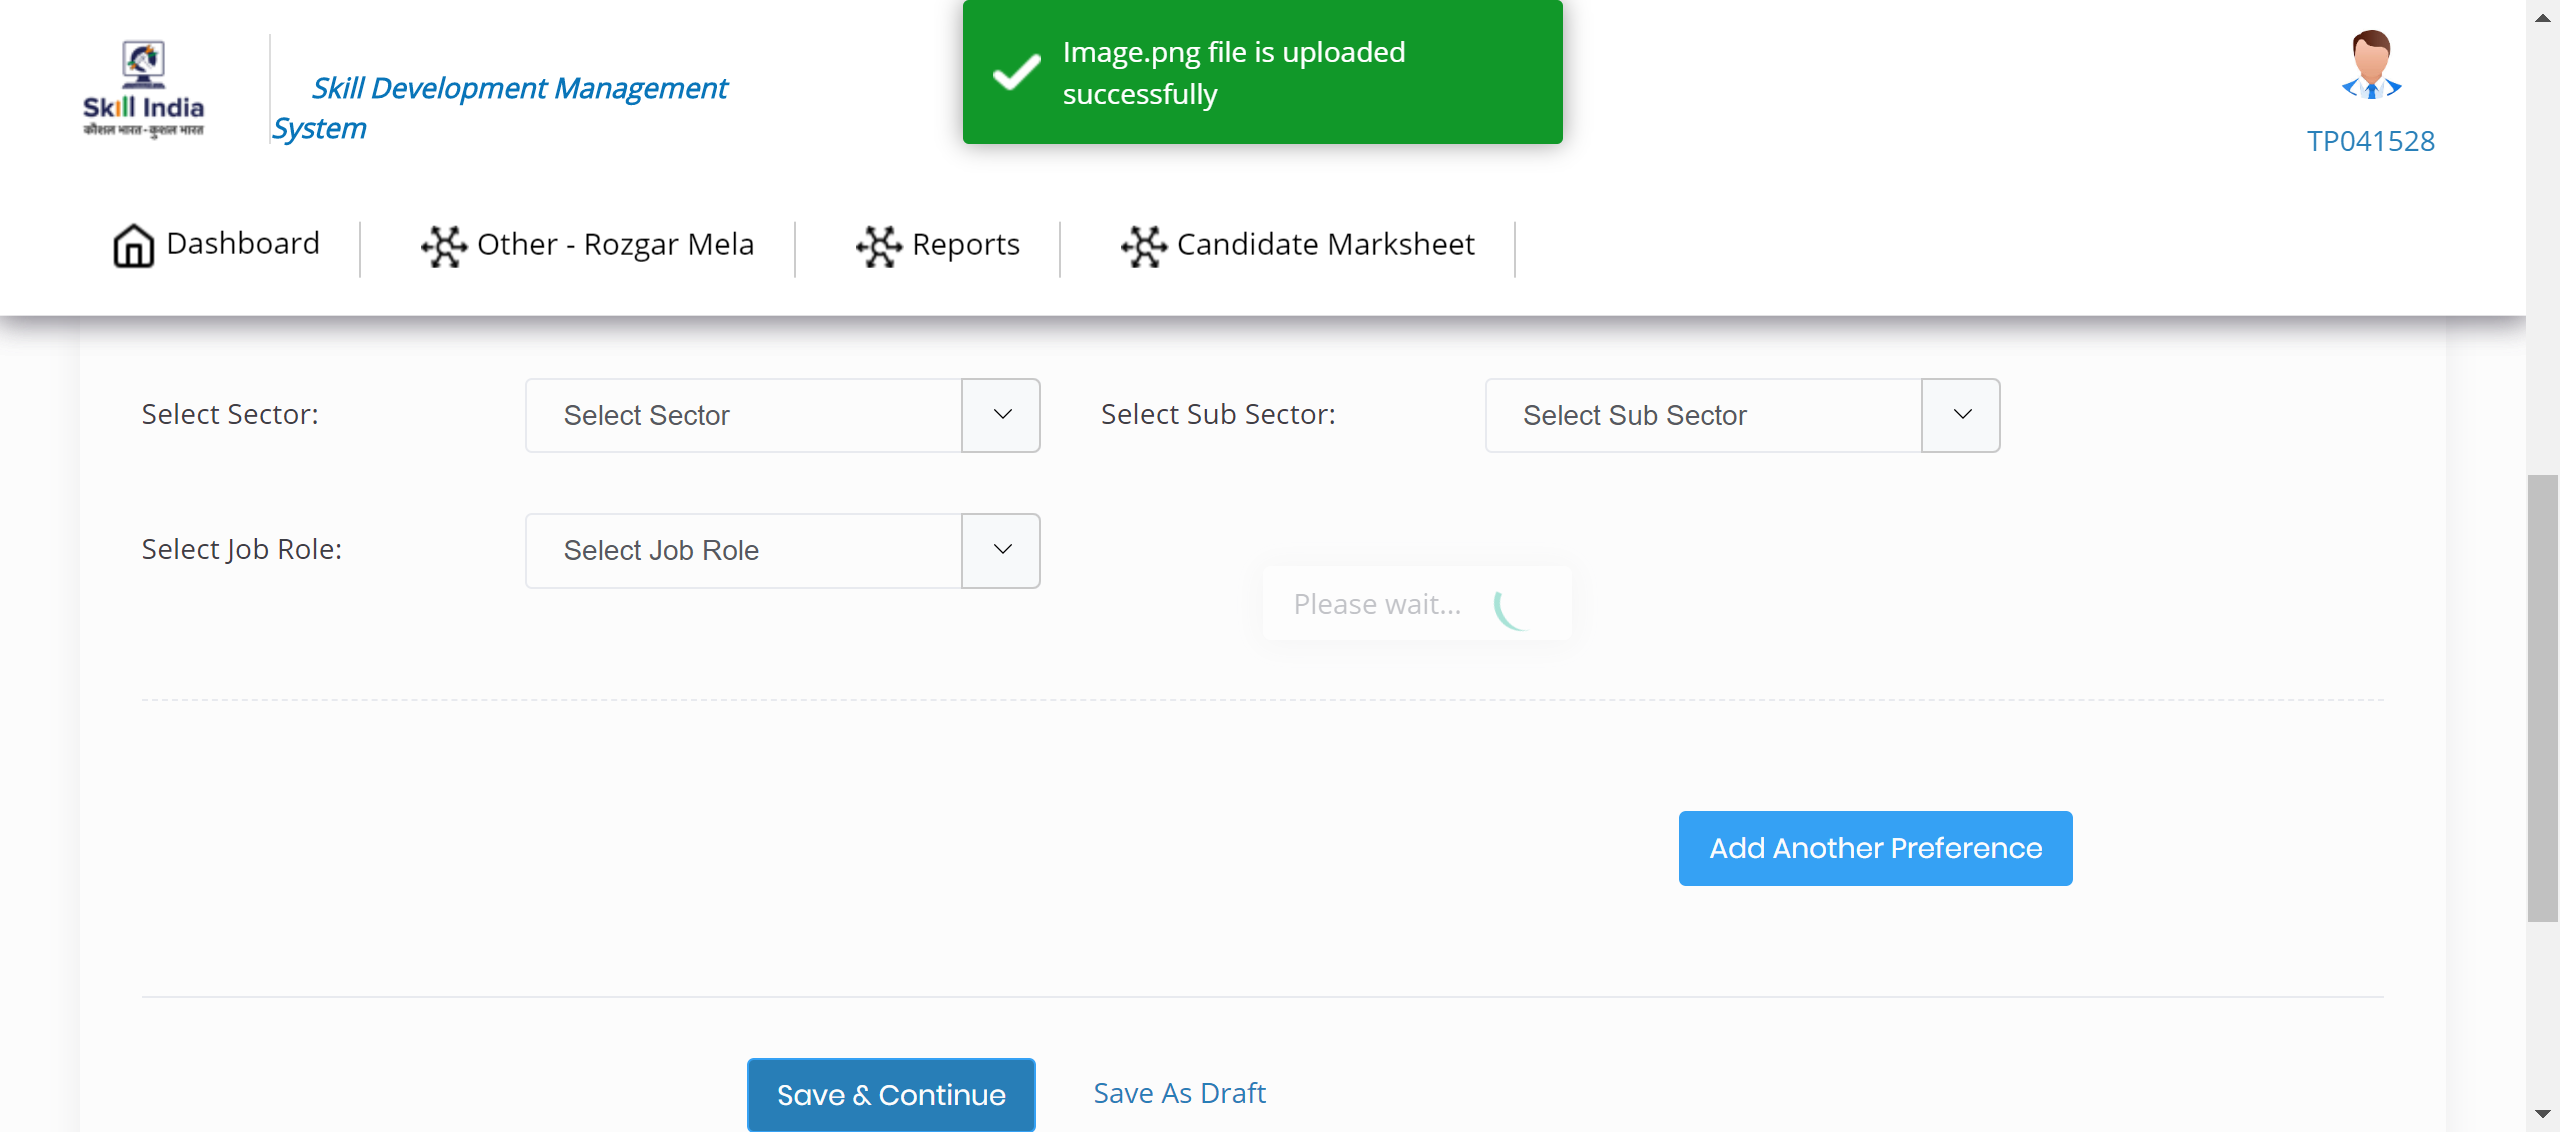 Skill India
कौशल भारत-कुशल भारत
Skill Development Management
System
Image.png file is uploaded
successfully
TP041528
Dashboard
Other - Rozgar Mela
Reports
Candidate Marksheet
Select Sector:
Select Sector
Select Sub Sector:
Select Sub Sector
Select Job Role:
Select Job Role
Please wait...
Add Another Preference
Save & Continue
Save As Draft